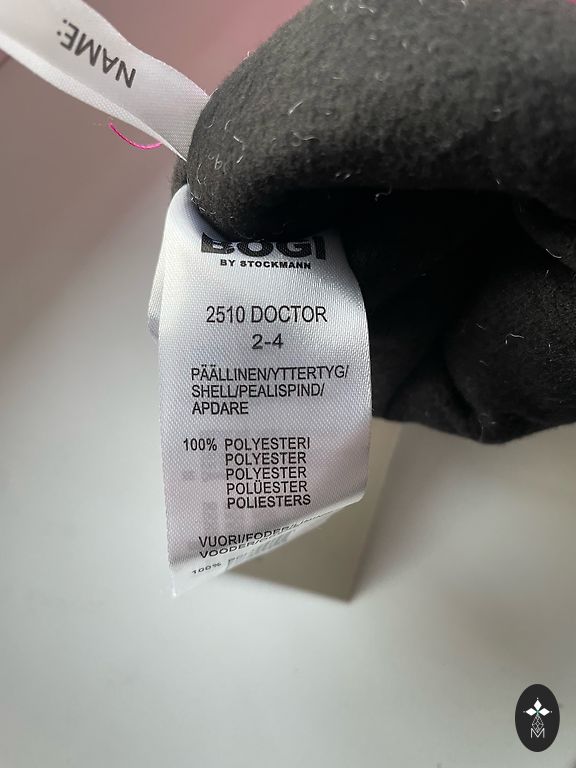 NAME:
BOGI
BY STOCKMANN
2510 DOCTOR
2-4
PÄÄLLINEN/YTTERTYG/
SHELL/PEALISPIND/
APDARE
100% POLYESTERI
POLYESTER
POLYESTER
POLÜESTER
POLIESTERS
VUORI/FODER/
VOODER/
100%
M